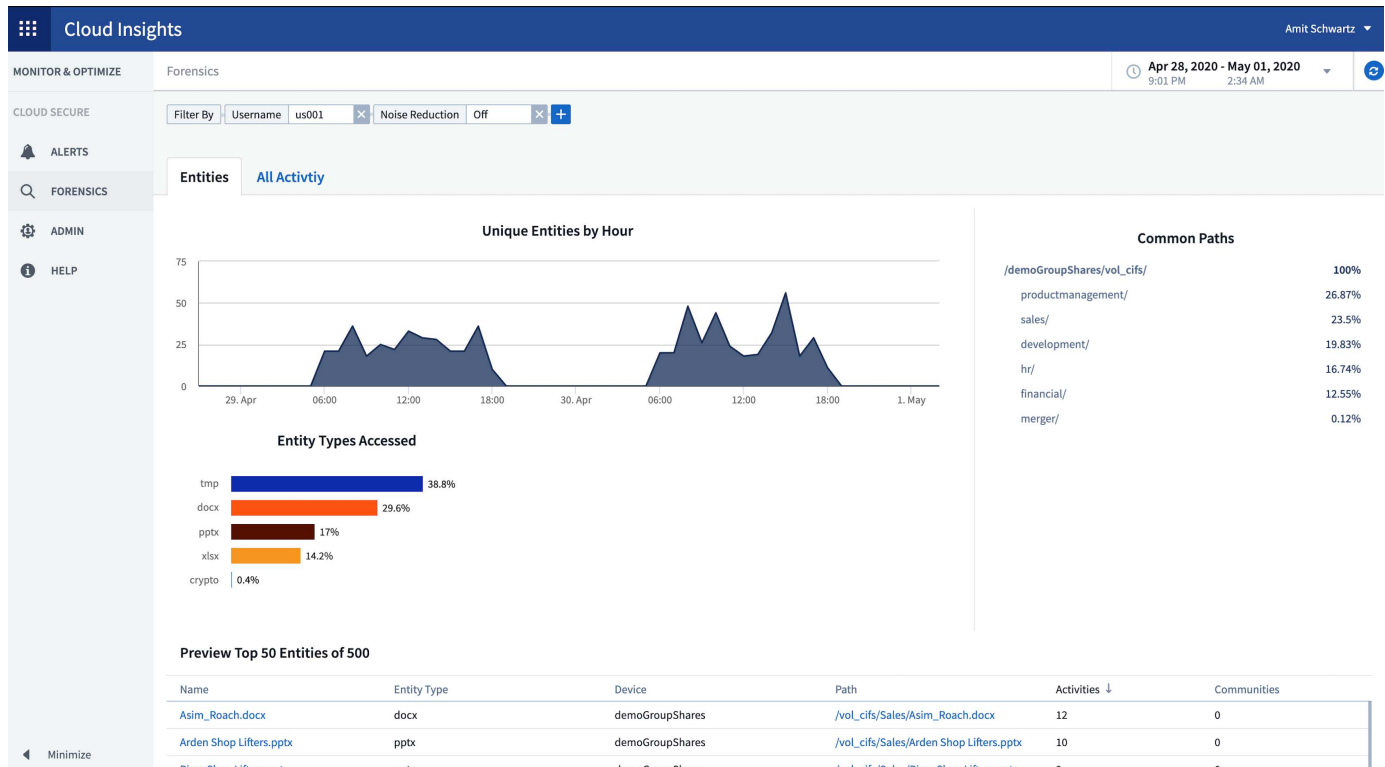 Cloud Insights
Amit Schwartz
MONITOR & OPTIMIZE
Forensics
Apr 28, 2020 - May 01, 2020
9:01 PM 2:34 AM
CLOUD SECURE
ALERTS
FORENSICS
ADMIN
HELP
Minimize
Filter By Username us001 Noise Reduction Off
Entities All Activtiy
Unique Entities by Hour
75
50
25
0
29. Apr 06:00 12:00 18:00 30. Apr 06:00 12:00 18:00 1. May
Common Paths
/demoGroupShares/vol_cifs/ 100%
productmanagement/ 26.87%
sales/ 23.5%
development/ 19.83%
hr/ 16.74%
financial/ 12.55%
merger/ 0.12%
Entity Types Accessed
tmp 38.8%
docx 29.6%
pptx 17%
xlsx 14.2%
crypto 0.4%
Preview Top 50 Entities of 500
Name Entity Type Device Path Activities ↓ Communities
Asim_Roach.docx docx demoGroupShares /vol_cifs/Sales/Asim_Roach.docx 12 0
Arden Shop Lifters.pptx pptx demoGroupShares /vol_cifs/Sales/Arden Shop Lifters.pptx 10 0